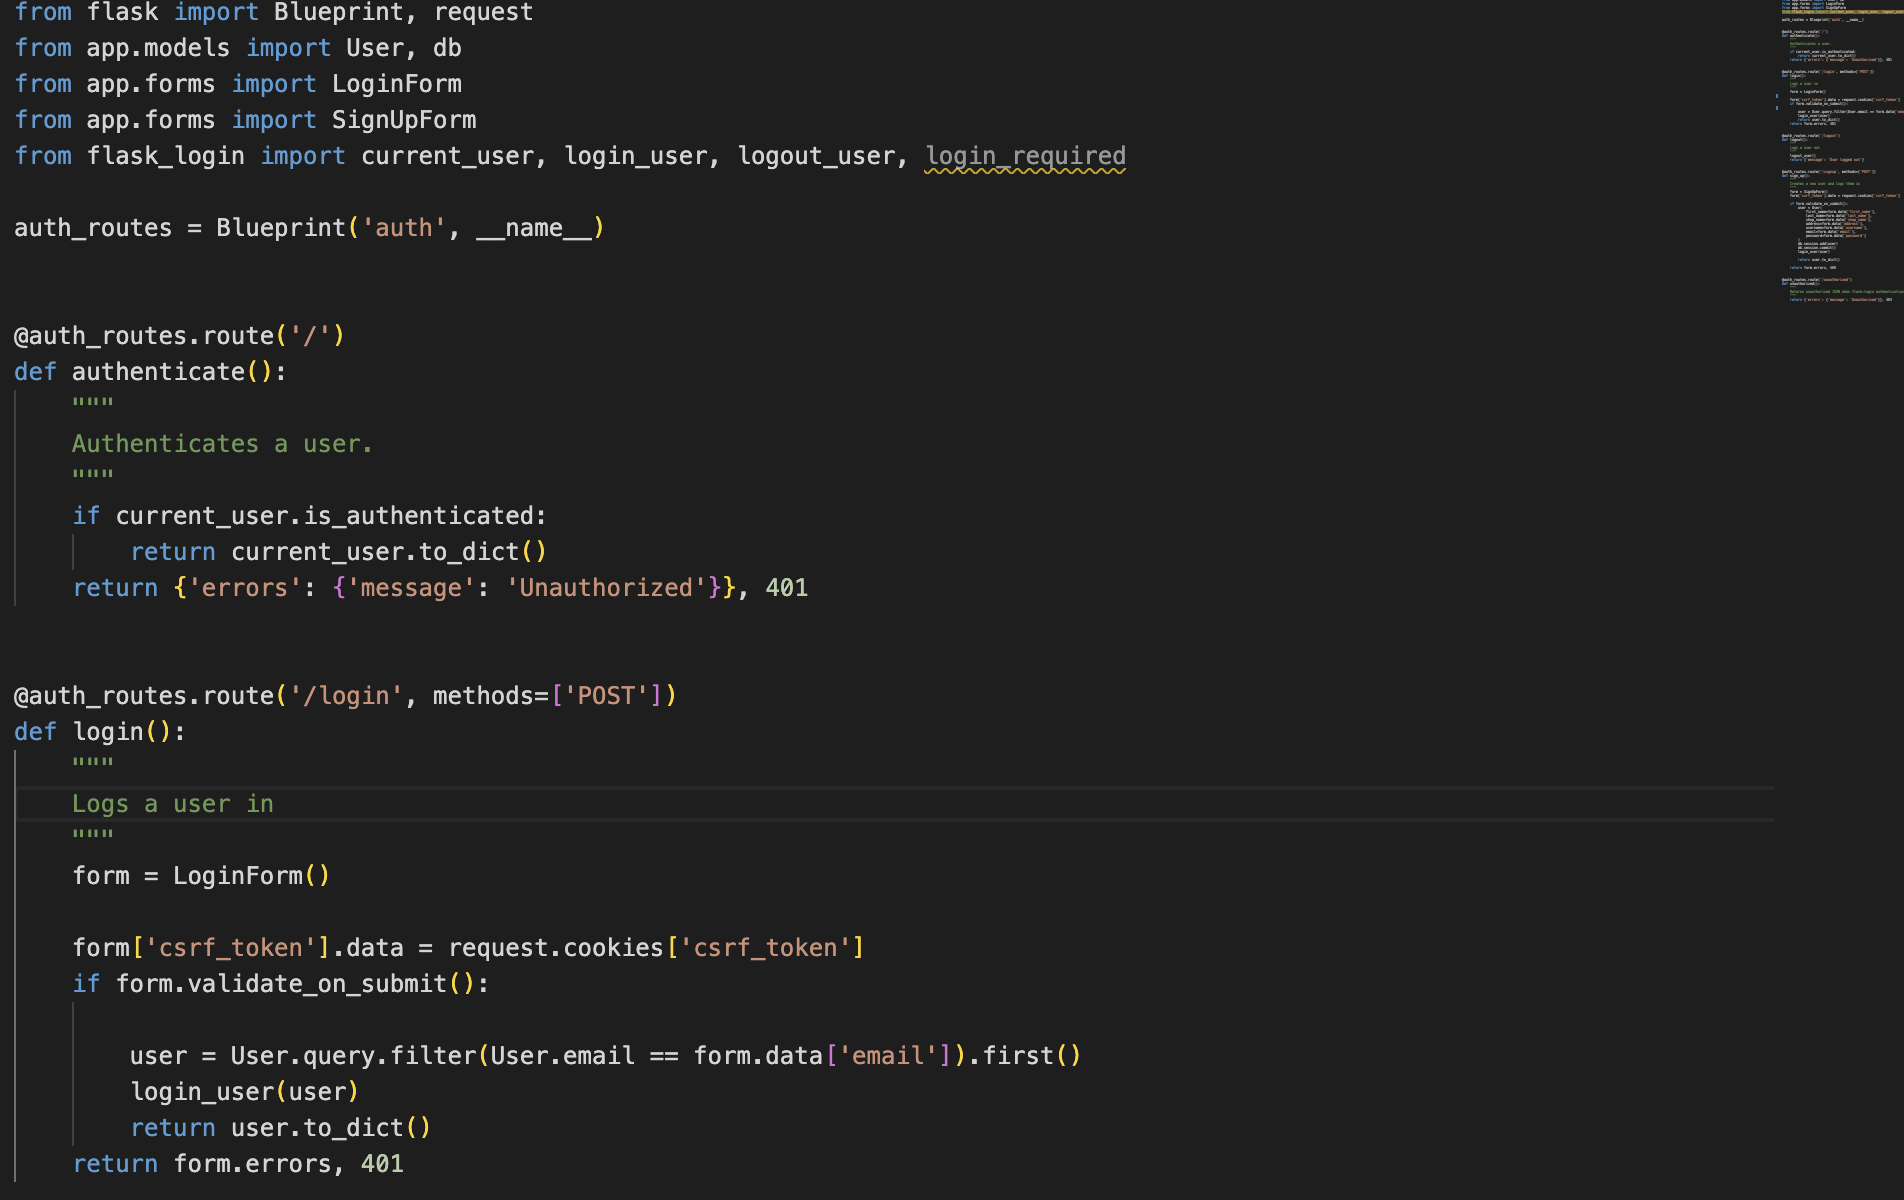 from flask import Blueprint, request
from app.models import User, db
from app.forms import LoginForm
from app.forms import SignUpForm
from flask_login import current_user, login_user, logout_user, login_required

auth_routes = Blueprint('auth', __name__)


@auth_routes.route('/')
def authenticate():
    """
    Authenticates a user.
    """
    if current_user.is_authenticated:
        return current_user.to_dict()
    return {'errors': {'message': 'Unauthorized'}}, 401


@auth_routes.route('/login', methods=['POST'])
def login():
    """
    Logs a user in
    """
    form = LoginForm()

    form['csrf_token'].data = request.cookies['csrf_token']
    if form.validate_on_submit():

        user = User.query.filter(User.email == form.data['email']).first()
        login_user(user)
        return user.to_dict()
    return form.errors, 401